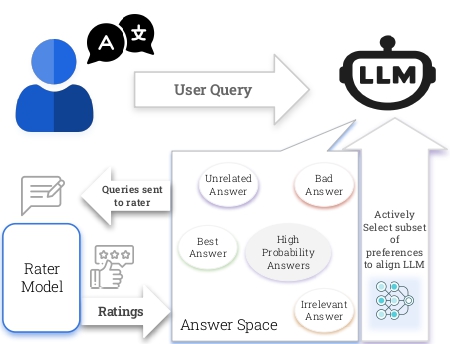 A 文
LLM
User Query
Unrelated
Answer
Bad
Answer
Queries sent
to rater
Best
Answer
High
Probability
Answers
Actively
Select subset
of
preferences
to align LLM
Rater
Model
Ratings
Irrelevant
Answer
Answer Space